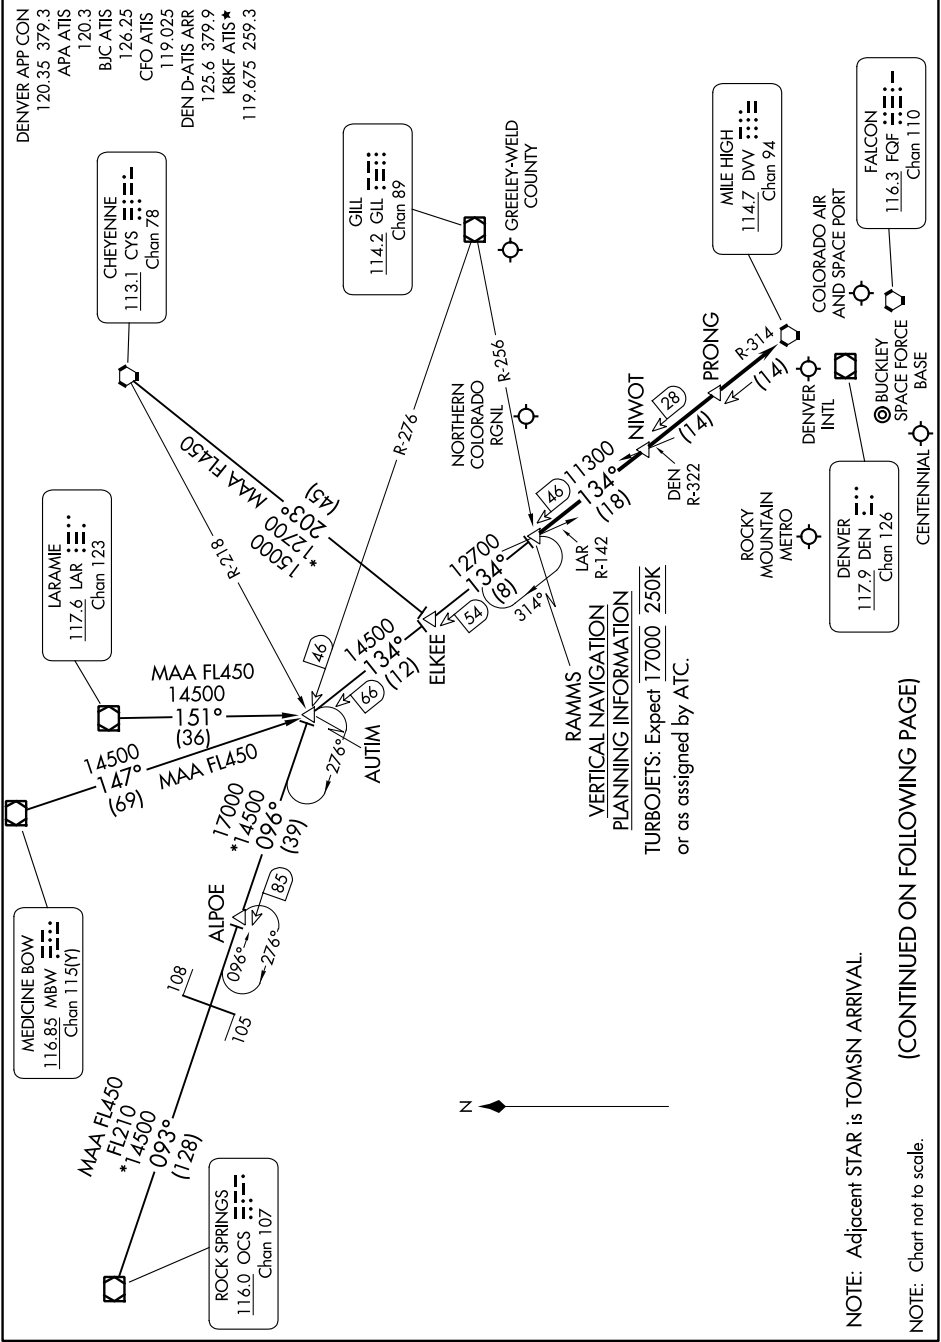 DENVER APP CON
120.35 379.3
APA ATIS
120.3
BJC ATIS
126.25
CFO ATIS
119.025
DEN D-ATIS ARR
125.6 379.9
KBKF ATIS★
119.675 259.3
MEDICINE BOW
116.85 MBW
Chan 115(Y)
LARAMIE
117.6 LAR
Chan 123
CHEYENNE
113.1 CYS
Chan 78
ROCK SPRINGS
116.0 OCS
Chan 107
MAA FL450
FL210
*14500
093°
(128)
108
105
ALPOE
096°
276°
85
17000
*14500
096°
(39)
14500
147°
(69)
MAA FL450
MAA FL450
14500
151°
(36)
R-218
MAA FL450
15000
*12700
203°
(45)
AUTIM
276°
46
66
14500
134°
(12)
ELKEE
54
R-276
GILL
114.2 GLL
Chan 89
R-256
GREELEY-WELD
COUNTY
NORTHERN
COLORADO
RGNL
12700
134°
(8)
314°
RAMMS
LAR
R-142
46
11300
134°
(18)
NIWOT
DEN
R-322
28
(14)
PRONG
R-314
(14)
MILE HIGH
114.7 DVV
Chan 94
VERTICAL NAVIGATION
PLANNING INFORMATION
TURBOJETS: Expect 17000 250K
or as assigned by ATC.
ROCKY
MOUNTAIN
METRO
DENVER
INTL
COLORADO AIR
AND SPACE PORT
DENVER
117.9 DEN
Chan 126
BUCKLEY
SPACE FORCE
BASE
FALCON
116.3 FQF
Chan 110
CENTENNIAL
N
NOTE: Adjacent STAR is TOMSN ARRIVAL.
(CONTINUED ON FOLLOWING PAGE)
NOTE: Chart not to scale.